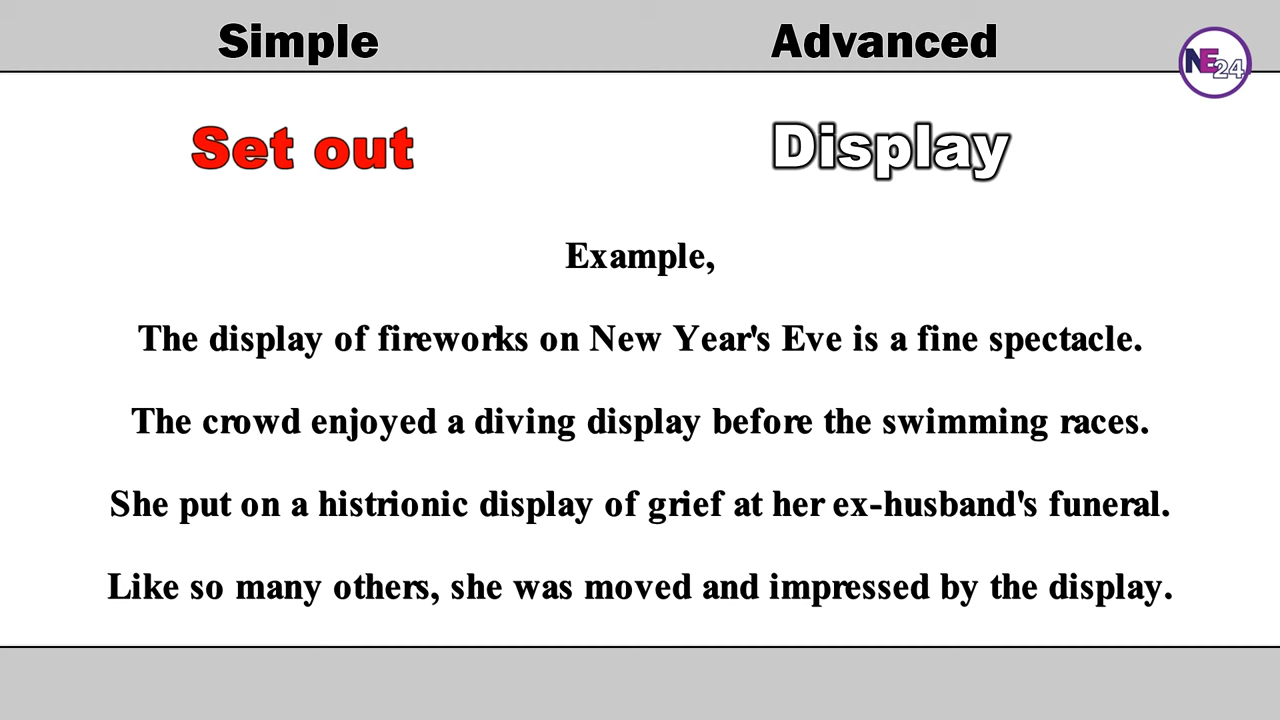 Simple Advanced
NE24
Set out Display
Example,
The display of fireworks on New Year's Eve is a fine spectacle.
The crowd enjoyed a diving display before the swimming races.
She put on a histrionic display of grief at her ex-husband's funeral.
Like so many others, she was moved and impressed by the display.